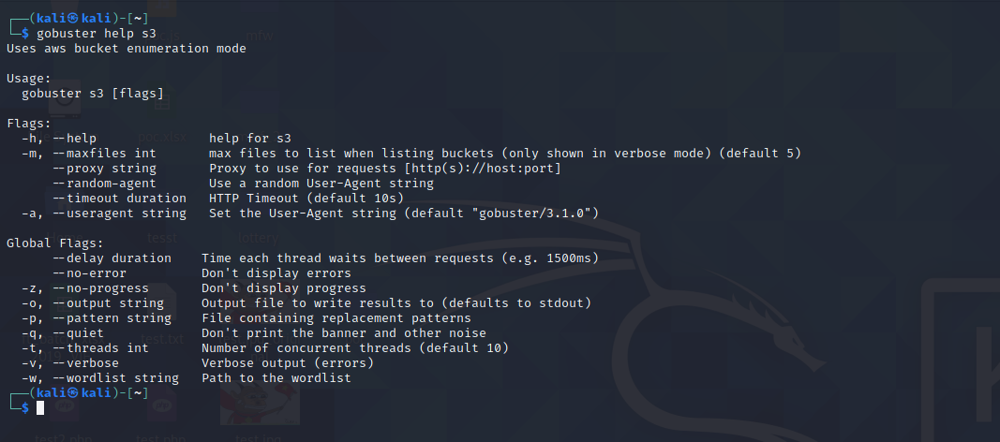 ┌──(kali㉿kali)-[~]
└─$ gobuster help s3
Uses aws bucket enumeration mode

Usage:
  gobuster s3 [flags]

Flags:
  -h, --help               help for s3
  -m, --maxfiles int       max files to list when listing buckets (only shown in verbose mode) (default 5)
      --proxy string       Proxy to use for requests [http(s)://host:port]
      --random-agent       Use a random User-Agent string
      --timeout duration   HTTP Timeout (default 10s)
  -a, --useragent string   Set the User-Agent string (default "gobuster/3.1.0")

Global Flags:
      --delay duration    Time each thread waits between requests (e.g. 1500ms)
      --no-error          Don't display errors
  -z, --no-progress       Don't display progress
  -o, --output string     Output file to write results to (defaults to stdout)
  -p, --pattern string    File containing replacement patterns
  -q, --quiet             Don't print the banner and other noise
  -t, --threads int       Number of concurrent threads (default 10)
  -v, --verbose           Verbose output (errors)
  -w, --wordlist string   Path to the wordlist
┌──(kali㉿kali)-[~]
└─$